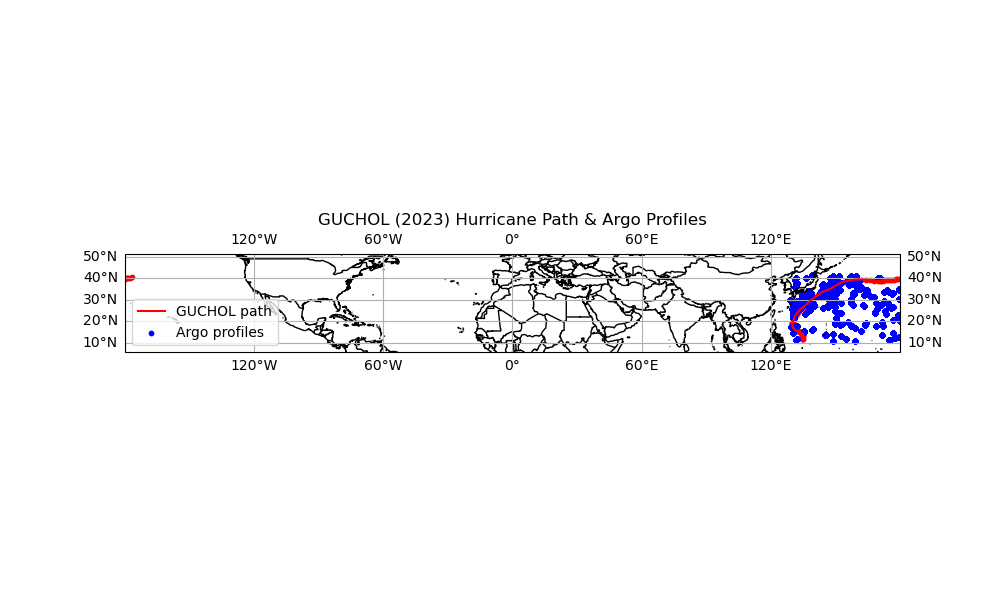 GUCHOL (2023) Hurricane Path & Argo Profiles
120°W 60°W 0° 60°E 120°E
50°N 50°N
40°N 40°N
30°N 30°N
GUCHOL path
20°N 20°N
Argo profiles
10°N 10°N
120°W 60°W 0° 60°E 120°E